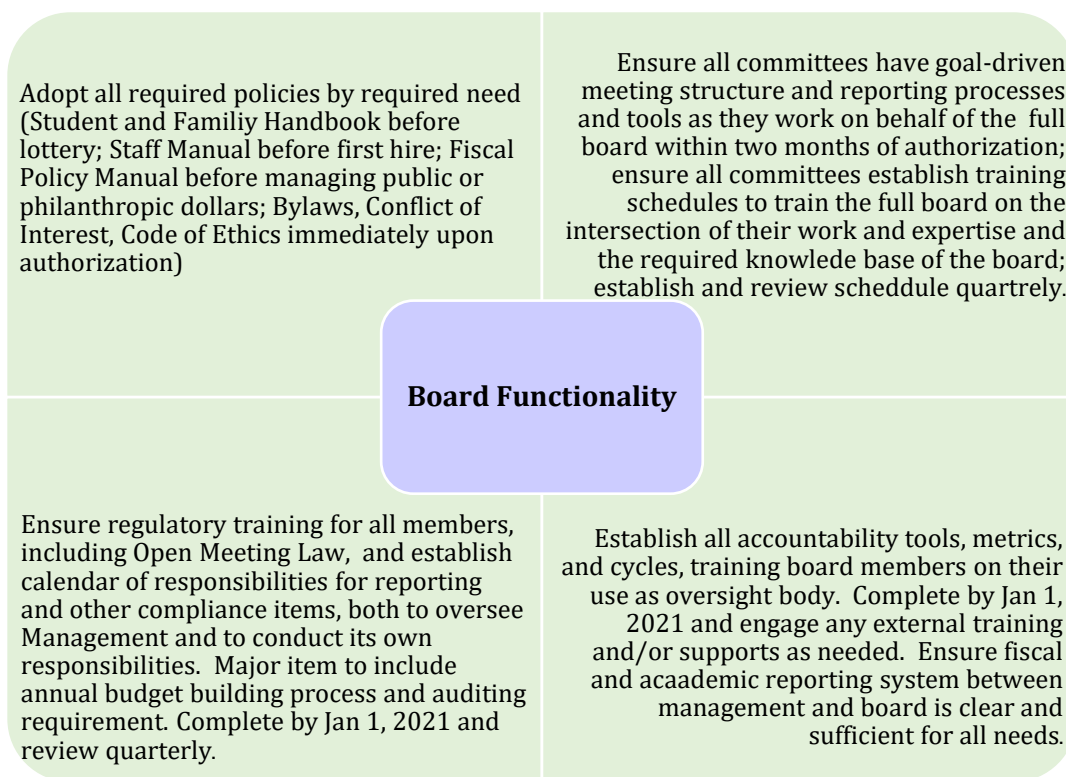 Adopt all required policies by required need
(Student and Familiy Handbook before
lottery; Staff Manual before first hire; Fiscal
Policy Manual before managing public or
philanthropic dollars; Bylaws, Conflict of
Interest, Code of Ethics immediately upon
authorization)
Ensure all committees have goal-driven
meeting structure and reporting processes
and tools as they work on behalf of the full
board within two months of authorization;
ensure all committees establish training
schedules to train the full board on the
intersection of their work and expertise and
the required knowlede base of the board;
establish and review scheddule quartrely.
Board Functionality
Ensure regulatory training for all members,
including Open Meeting Law, and establish
calendar of responsibilities for reporting
and other compliance items, both to oversee
Management and to conduct its own
responsibilities. Major item to include
annual budget building process and auditing
requirement. Complete by Jan 1, 2021 and
review quarterly.
Establish all accountability tools, metrics,
and cycles, training board members on their
use as oversight body. Complete by Jan 1,
2021 and engage any external training
and/or supports as needed. Ensure fiscal
and acaademic reporting system between
management and board is clear and
sufficient for all needs.